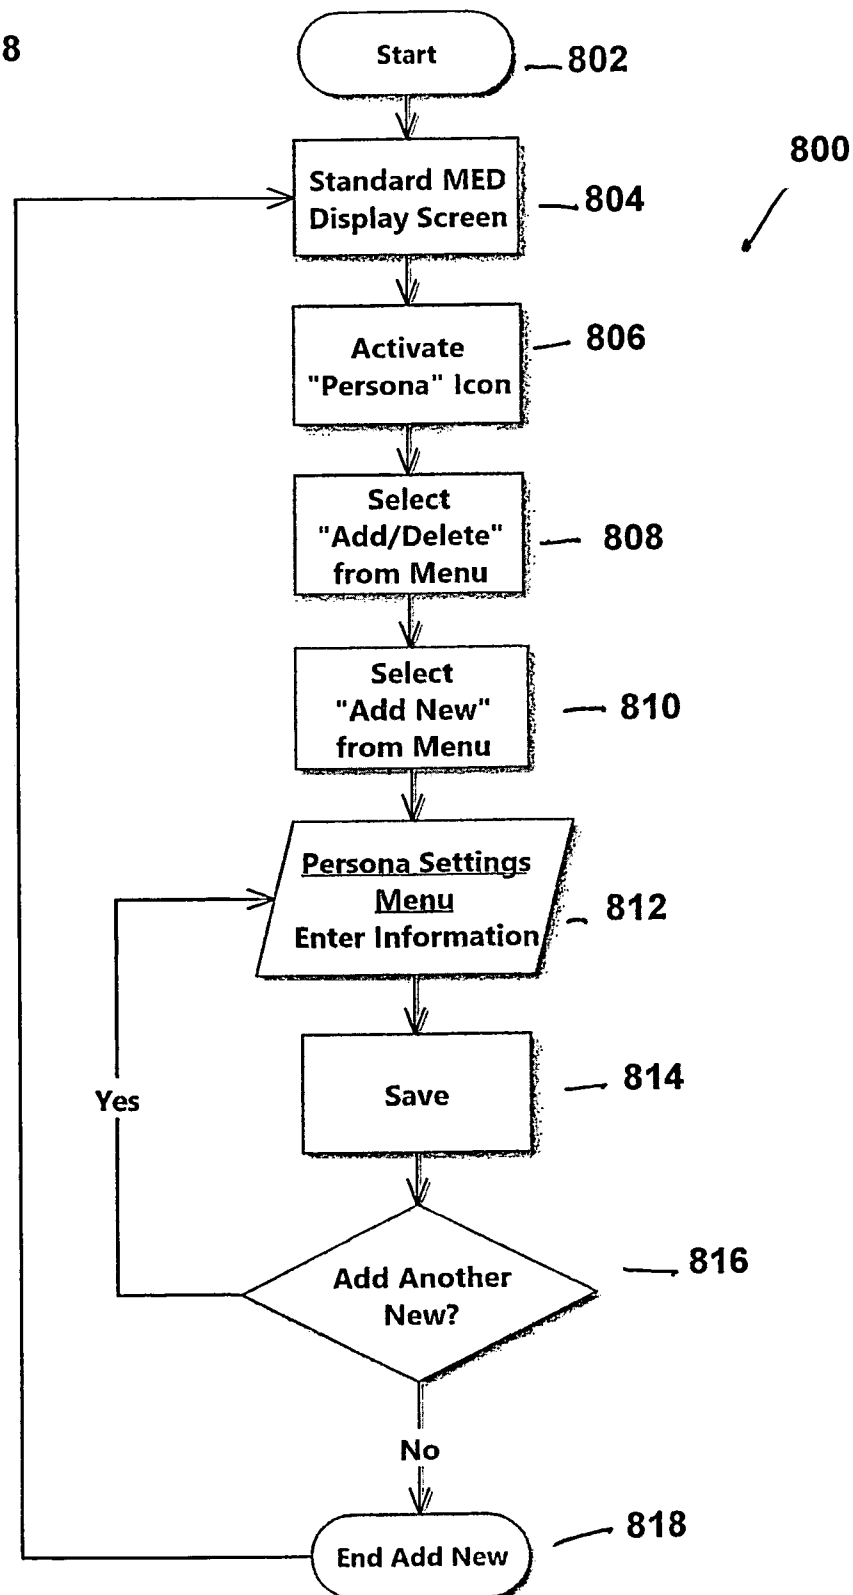 8
Start
802
800
Standard MED
Display Screen
804
Activate
"Persona" Icon
806
Select
"Add/Delete"
from Menu
808
Select
"Add New"
from Menu
810
Persona Settings
Menu
Enter Information
812
Save
814
Yes
Add Another
New?
816
No
End Add New
818